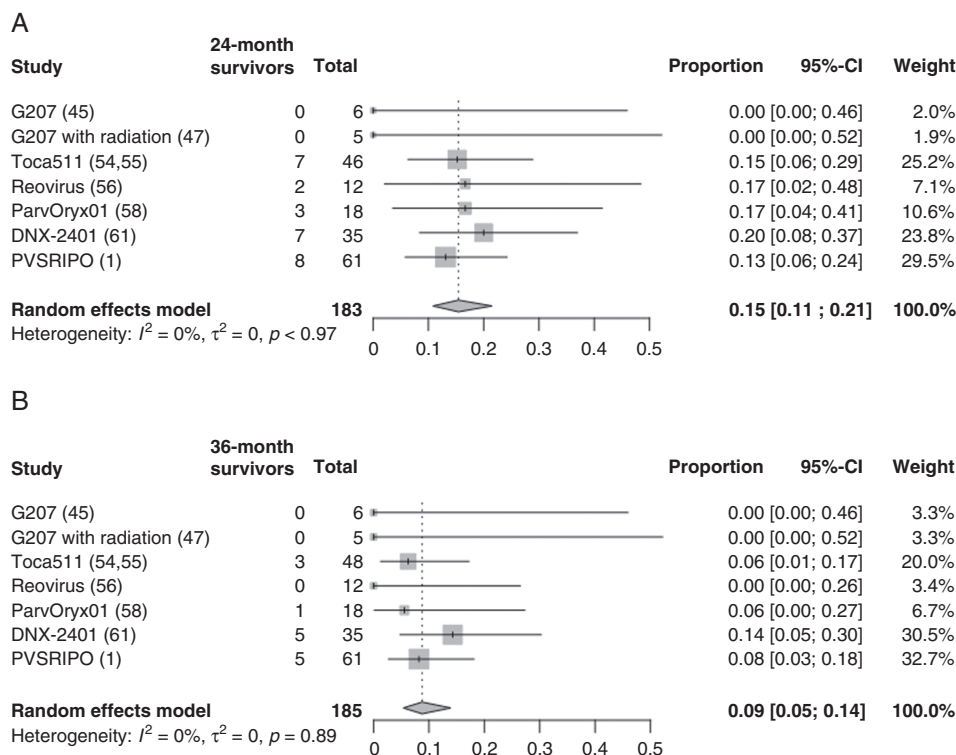 A
Study 24-month survivors Total Proportion 95%-CI Weight
G207 (45) 0 6 0.00 [0.00; 0.46] 2.0%
G207 with radiation (47) 0 5 0.00 [0.00; 0.52] 1.9%
Toca511 (54,55) 7 46 0.15 [0.06; 0.29] 25.2%
Reovirus (56) 2 12 0.17 [0.02; 0.48] 7.1%
ParvOryx01 (58) 3 18 0.17 [0.04; 0.41] 10.6%
DNX-2401 (61) 7 35 0.20 [0.08; 0.37] 23.8%
PVSRIPO (1) 8 61 0.13 [0.06; 0.24] 29.5%
Random effects model 183 0.15 [0.11 ; 0.21] 100.0%
Heterogeneity: I² = 0%, τ² = 0, p < 0.97
0 0.1 0.2 0.3 0.4 0.5
B
Study 36-month survivors Total Proportion 95%-CI Weight
G207 (45) 0 6 0.00 [0.00; 0.46] 3.3%
G207 with radiation (47) 0 5 0.00 [0.00; 0.52] 3.3%
Toca511 (54,55) 3 48 0.06 [0.01; 0.17] 20.0%
Reovirus (56) 0 12 0.00 [0.00; 0.26] 3.4%
ParvOryx01 (58) 1 18 0.06 [0.00; 0.27] 6.7%
DNX-2401 (61) 5 35 0.14 [0.05; 0.30] 30.5%
PVSRIPO (1) 5 61 0.08 [0.03; 0.18] 32.7%
Random effects model 185 0.09 [0.05; 0.14] 100.0%
Heterogeneity: I² = 0%, τ² = 0, p = 0.89
0 0.1 0.2 0.3 0.4 0.5